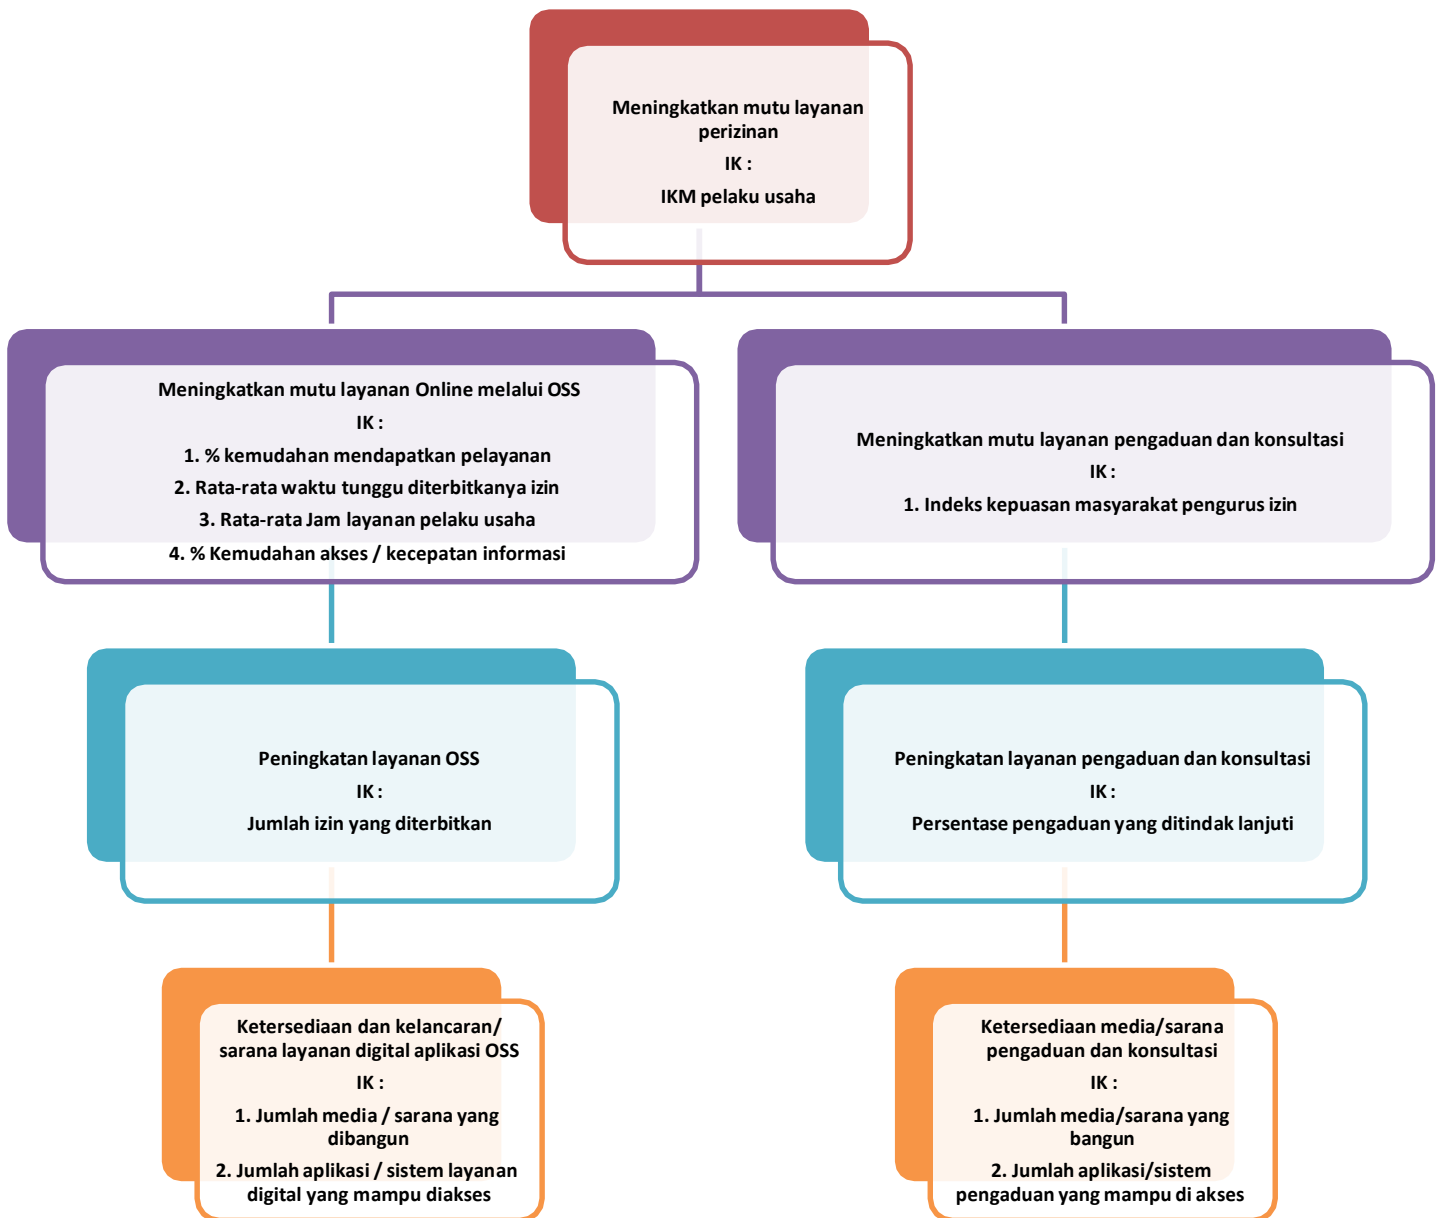 Meningkatkan mutu layanan
perizinan
IK :
IKM pelaku usaha
Meningkatkan mutu layanan Online melalui OSS
IK :
1. % kemudahan mendapatkan pelayanan
2. Rata-rata waktu tunggu diterbitkanya izin
3. Rata-rata Jam layanan pelaku usaha
4. % Kemudahan akses / kecepatan informasi
Meningkatkan mutu layanan pengaduan dan konsultasi
IK :
1. Indeks kepuasan masyarakat pengurus izin
Peningkatan layanan OSS
IK :
Jumlah izin yang diterbitkan
Peningkatan layanan pengaduan dan konsultasi
IK :
Persentase pengaduan yang ditindak lanjuti
Ketersediaan dan kelancaran/
sarana layanan digital aplikasi OSS
IK :
1. Jumlah media / sarana yang
dibangun
2. Jumlah aplikasi / sistem layanan
digital yang mampu diakses
Ketersediaan media/sarana
pengaduan dan konsultasi
IK :
1. Jumlah media/sarana yang
bangun
2. Jumlah aplikasi/sistem
pengaduan yang mampu di akses